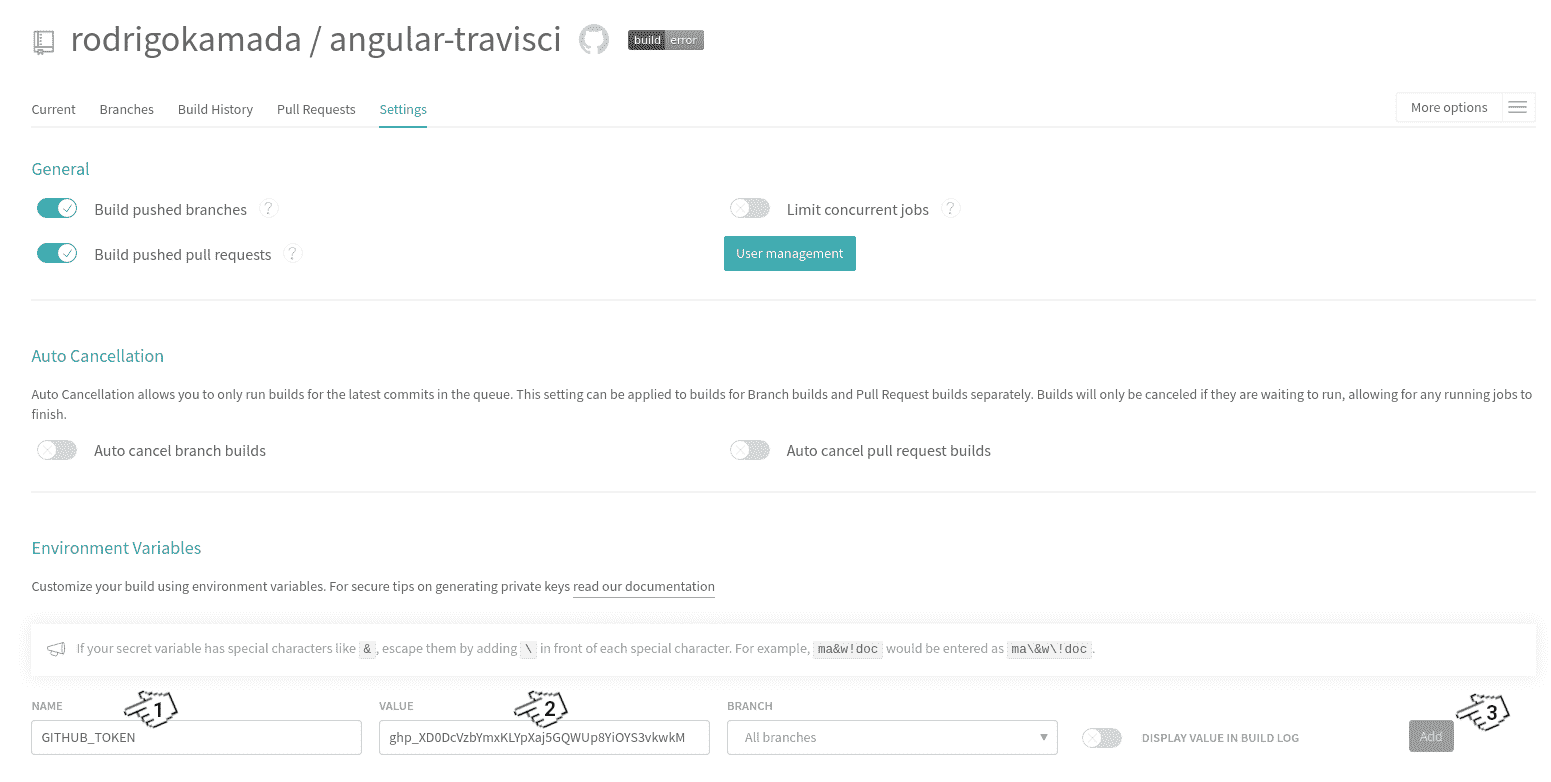 rodrigokamada / angular-travisci build error
Current Branches Build History Pull Requests Settings More options
General
Build pushed branches ? Limit concurrent jobs ?
Build pushed pull requests ? User management
Auto Cancellation
Auto Cancellation allows you to only run builds for the latest commits in the queue. This setting can be applied to builds for Branch builds and Pull Request builds separately. Builds will only be canceled if they are waiting to run, allowing for any running jobs to
finish.
Auto cancel branch builds Auto cancel pull request builds
Environment Variables
Customize your build using environment variables. For secure tips on generating private keys read our documentation
If your secret variable has special characters like &, escape them by adding \ in front of each special character. For example, ma&w!doc would be entered as ma\&w\!doc.
NAME 1 VALUE 2 BRANCH 3
GITHUB_TOKEN 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 All branches DISPLAY VALUE IN BUILD LOG Add